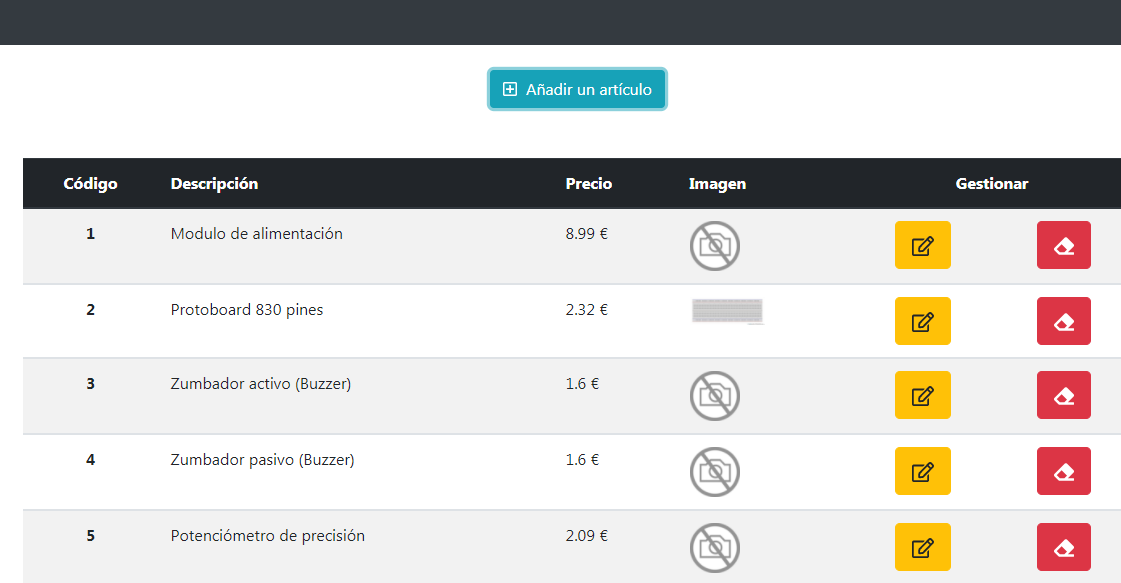 Añadir un artículo
Código Descripción Precio Imagen Gestionar
1 Modulo de alimentación 8.99 €
2 Protoboard 830 pines 2.32 €
3 Zumbador activo (Buzzer) 1.6 €
4 Zumbador pasivo (Buzzer) 1.6 €
5 Potenciómetro de precisión 2.09 €